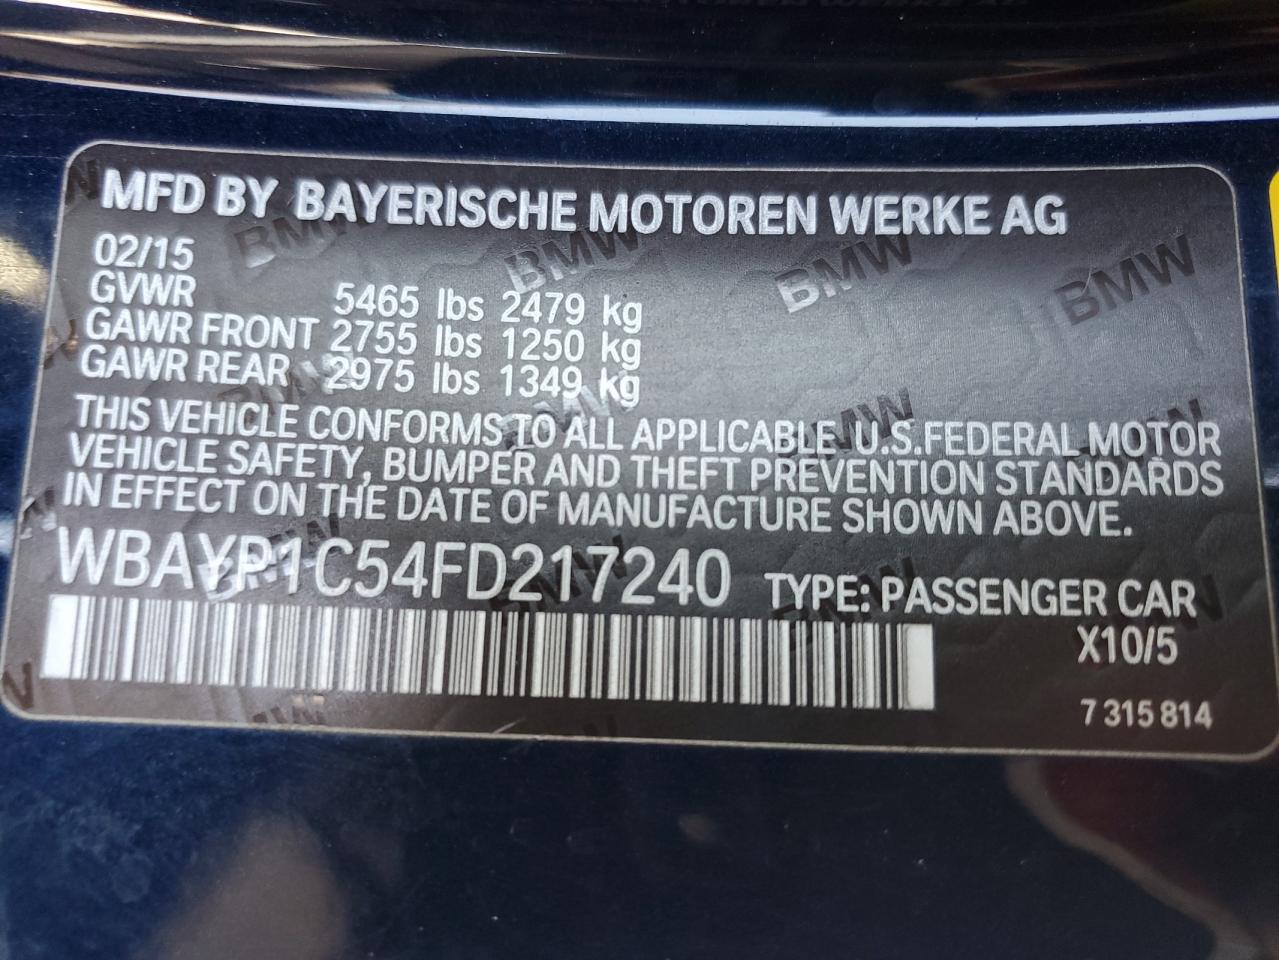 MFD BY BAYERISCHE MOTOREN WERKE AG
02/15
GVWR 5465 lbs 2479 kg
GAWR FRONT 2755 lbs 1250 kg
GAWR REAR 2975 lbs 1349 kg
THIS VEHICLE CONFORMS TO ALL APPLICABLE U.S.FEDERAL MOTOR
VEHICLE SAFETY, BUMPER AND THEFT PREVENTION STANDARDS
IN EFFECT ON THE DATE OF MANUFACTURE SHOWN ABOVE.
WBAYP1C54FD217240 TYPE: PASSENGER CAR
X10/5
7 315 814